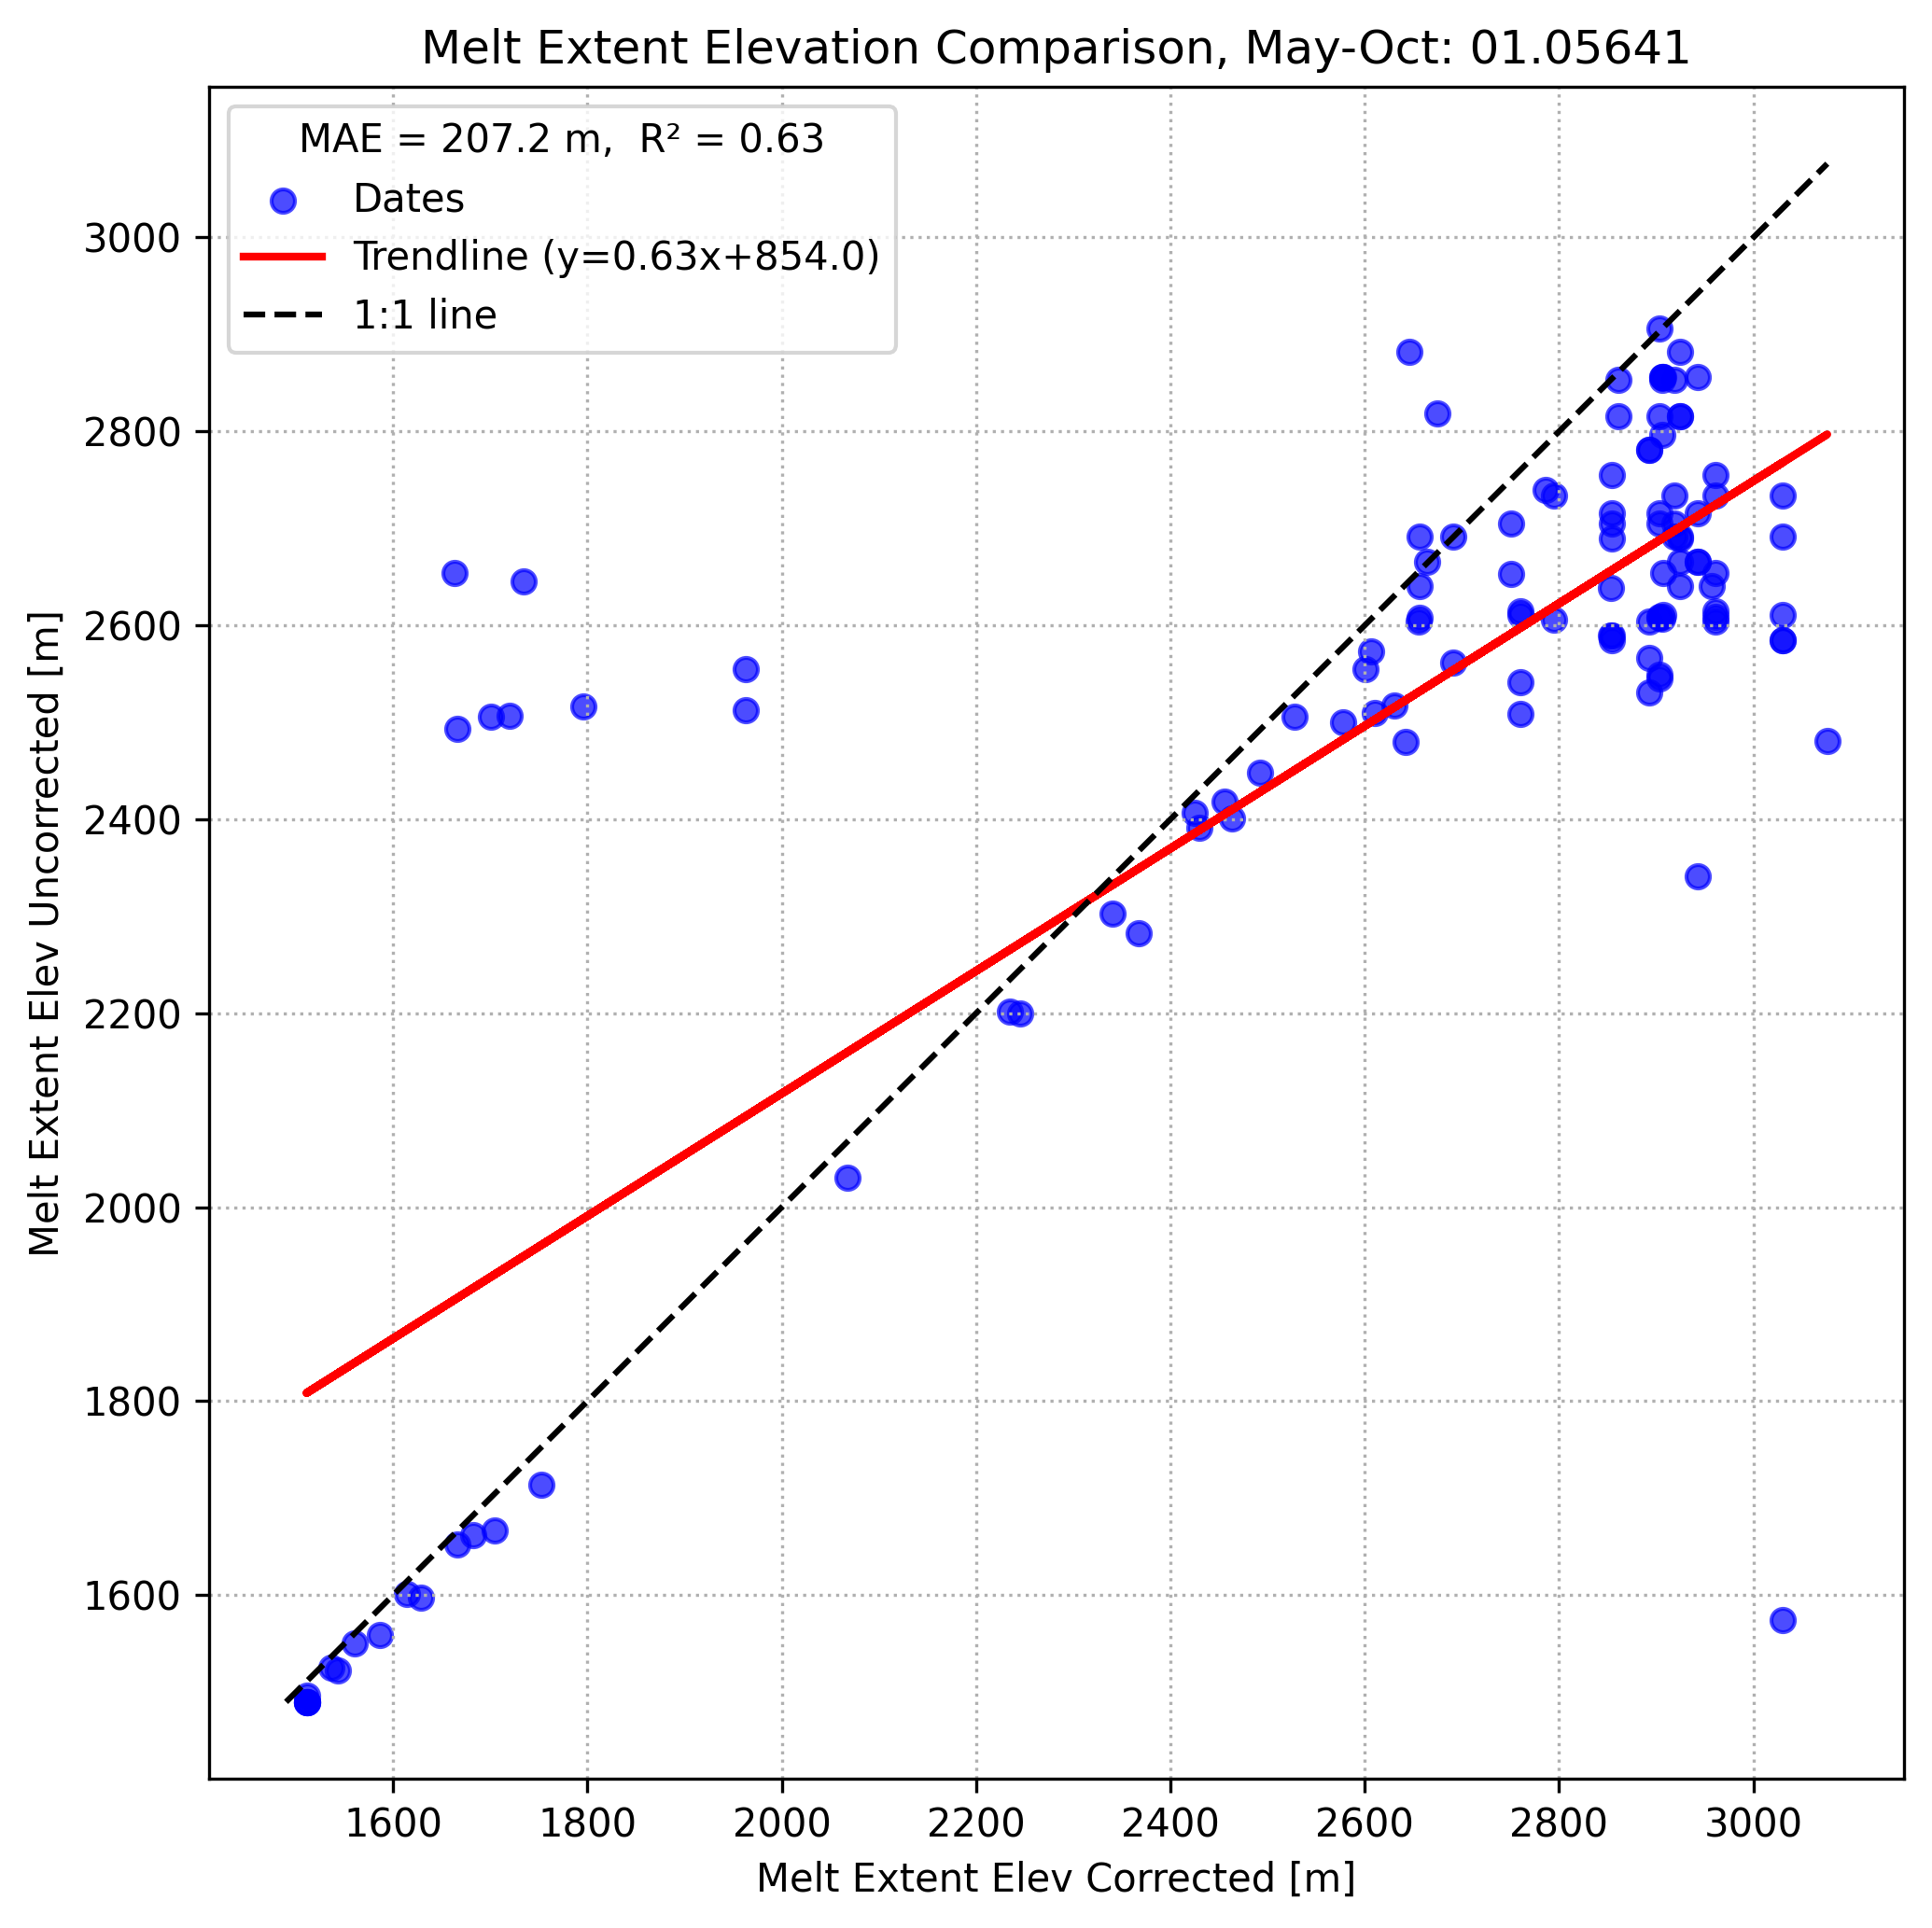 Melt Extent Elevation Comparison, May-Oct: 01.05641
MAE = 207.2 m,  R² = 0.63
Dates
Trendline (y=0.63x+854.0)
1:1 line
Melt Extent Elev Uncorrected [m]
3000
2800
2600
2400
2200
2000
1800
1600
1600 1800 2000 2200 2400 2600 2800 3000
Melt Extent Elev Corrected [m]